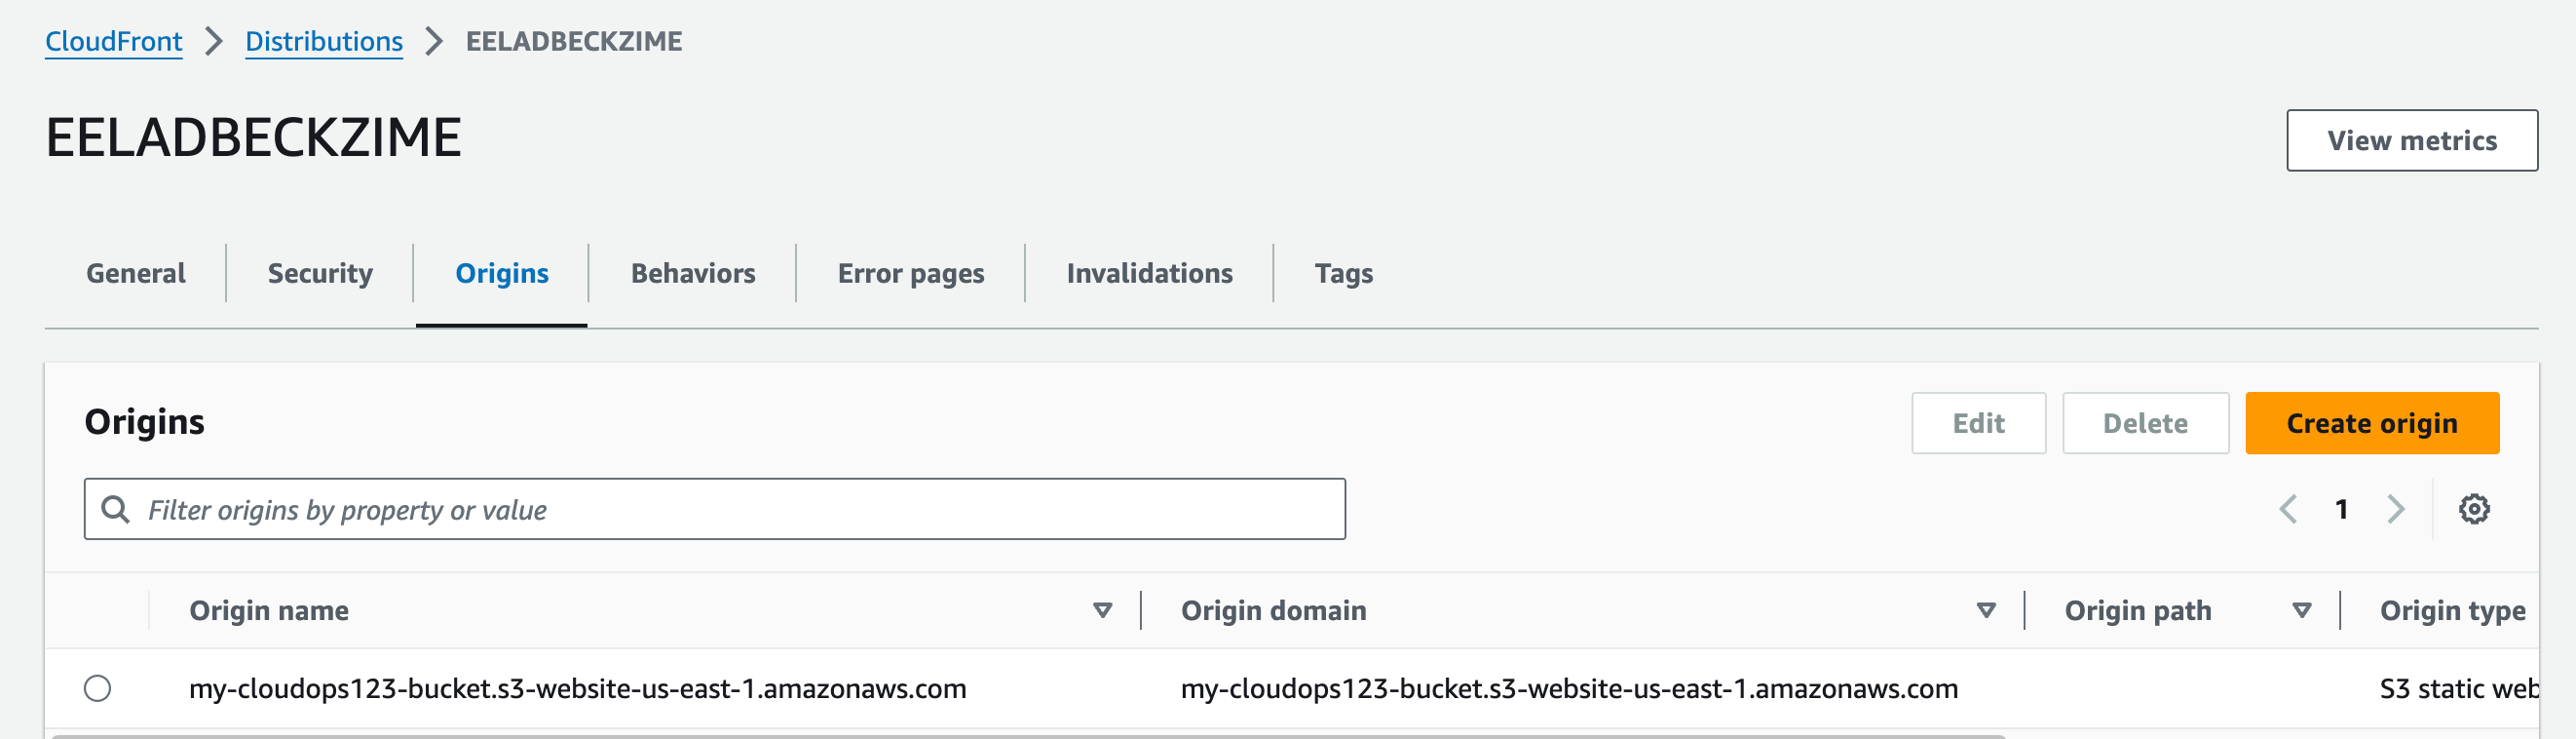 CloudFront > Distributions > EELADBECKZIME
EELADBECKZIME
View metrics
General Security Origins Behaviors Error pages Invalidations Tags
Origins
Edit Delete Create origin
Filter origins by property or value
1
Origin name Origin domain Origin path Origin type
my-cloudops123-bucket.s3-website-us-east-1.amazonaws.com my-cloudops123-bucket.s3-website-us-east-1.amazonaws.com S3 static web